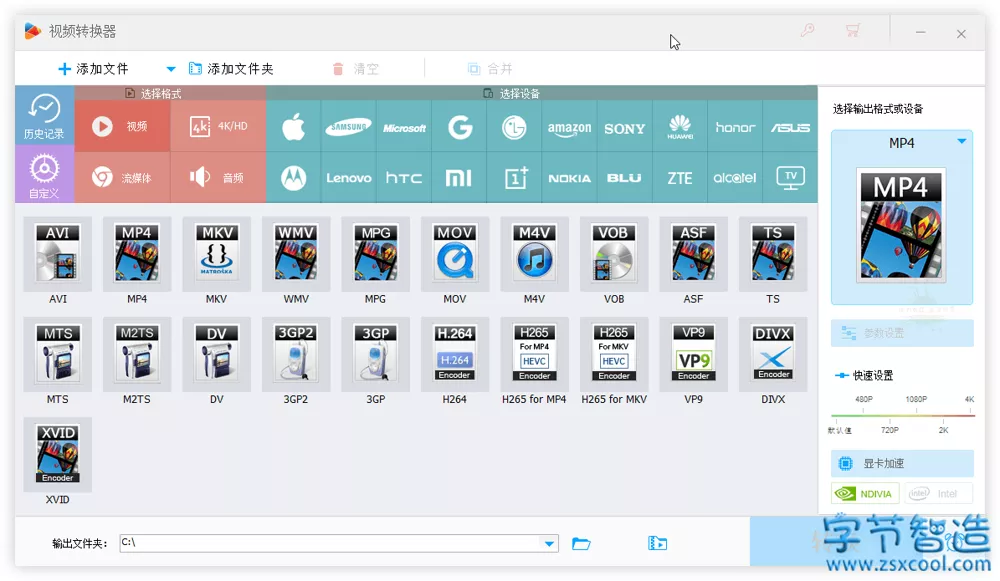 视频转换器
添加文件 添加文件夹 清空 合并
选择格式 选择设备
历史记录 视频 4K 4K/HD SAMSUNG Microsoft G LG amazon SONY HUAWEI honor ASUS
自定义 流媒体 音频 Lenovo hTC mi 1+ NOKIA BLU ZTE alcatel TV
选择输出格式或设备
MP4
MP4
AVI MP4 MKV WMV MPG MOV M4V VOB ASF TS
MATROŠKA
AVI MP4 MKV WMV MPG MOV M4V VOB ASF TS
MTS M2TS DV 3GP2 3GP H.264 H265 H265 VP9 DIVX
For MP4 For MKV
H.264 HEVC HEVC VP9
Encoder Encoder Encoder Encoder Encoder
MTS M2TS DV 3GP2 3GP H264 H265 for MP4 H265 for MKV VP9 DIVX
XVID
Encoder
XVID
参数设置
快速设置
480P 1080P 4K
默认值 720P 2K
显卡加速
NDIVIA intel Intel
输出文件夹: C:\
字节智造
www.zsxcool.com